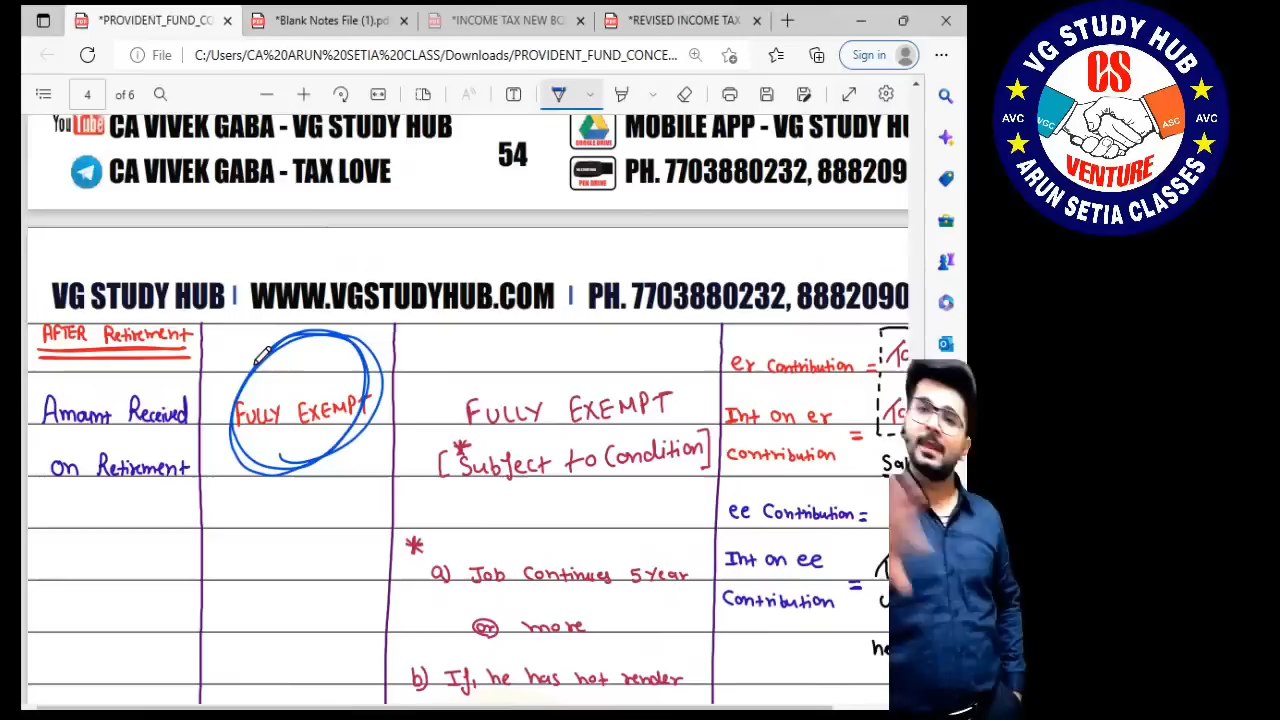 *PROVIDENT_FUND_CO
*Blank Notes File (1).pd
*INCOME TAX NEW BO
*REVISED INCOME TAX
File
C:/Users/CA%20ARUN%20SETIA%20CLASS/Downloads/PROVIDENT_FUND_CONCE...
Sign in
4 of 6
YouTube CA VIVEK GABA - VG STUDY HUB
MOBILE APP - VG STUDY HU
54
CA VIVEK GABA - TAX LOVE
PH. 7703880232, 888209
VG STUDY HUB | WWW.VGSTUDYHUB.COM | PH. 7703880232, 8882090
AFTER Retirement
Amount Received
on Retirement
FULLY EXEMPT
FULLY EXEMPT
[*Subject to Condition]
*
a) Job Continues 5 year
or more
b) If, he has not render
er Contribution =
Int on er
contribution =
ee Contribution =
Int on ee
Contribution =
he
VG STUDY HUB
AVC
VGC
ASC
AVC
VENTURE
ARUN SETIA CLASSES